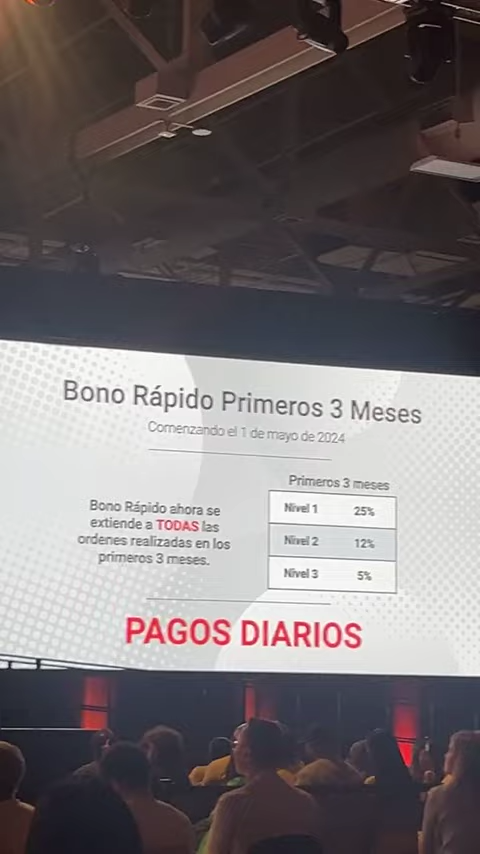 Bono Rápido Primeros 3 Meses
Comenzando el 1 de mayo de 2024
Bono Rápido ahora se
extiende a TODAS las
ordenes realizadas en los
primeros 3 meses.
Primeros 3 meses
Nivel 1 25%
Nivel 2 12%
Nivel 3 5%
PAGOS DIARIOS